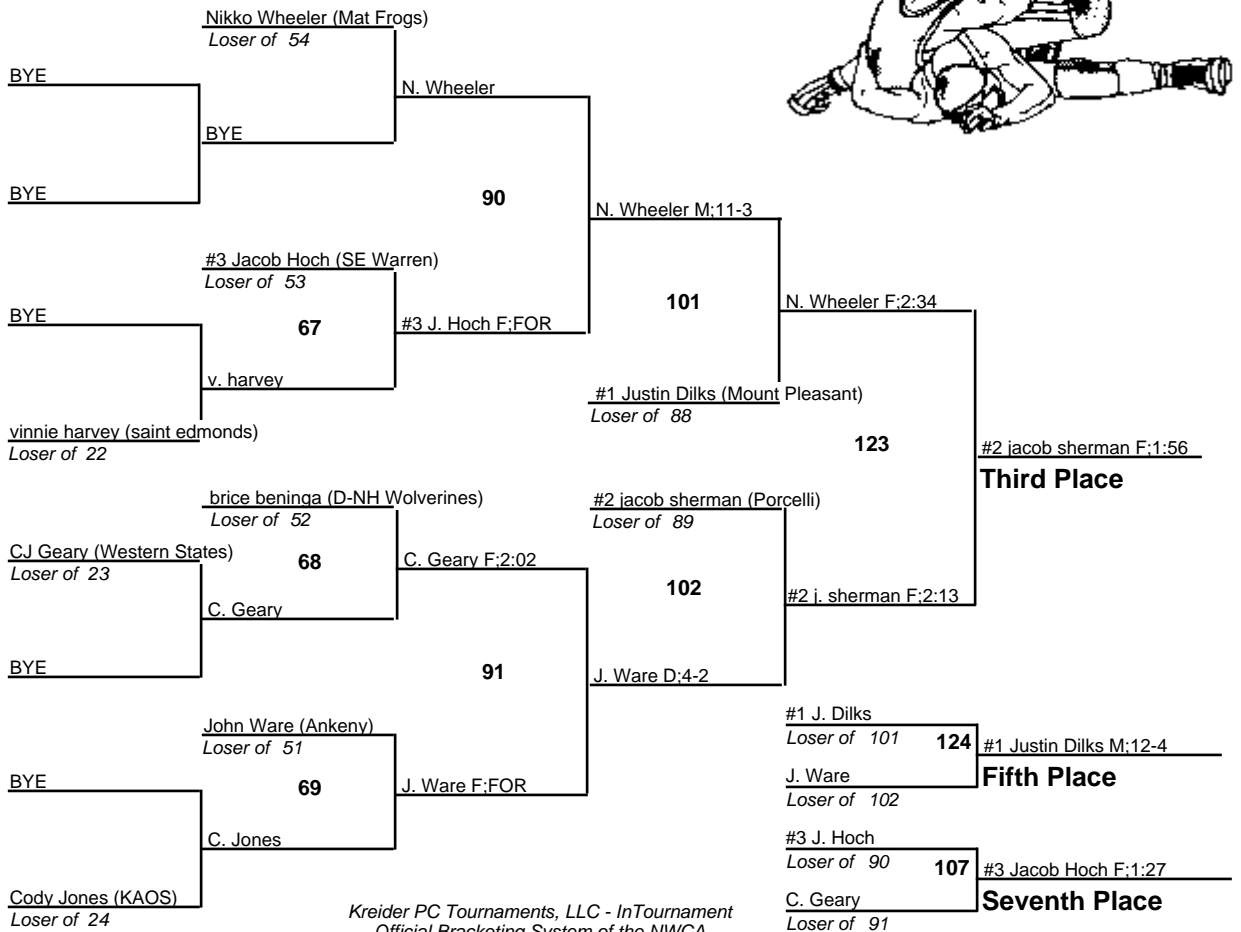 Nikko Wheeler (Mat Frogs)
Loser of 54
BYE
N. Wheeler
BYE
BYE
90
N. Wheeler M;11-3
#3 Jacob Hoch (SE Warren)
Loser of 53
BYE
67
#3 J. Hoch F;FOR
101
N. Wheeler F;2:34
v. harvey
#1 Justin Dilks (Mount Pleasant)
Loser of 88
vinnie harvey (saint edmonds)
Loser of 22
123
#2 jacob sherman F;1:56
Third Place
brice beninga (D-NH Wolverines)
Loser of 52
#2 jacob sherman (Porcelli)
Loser of 89
CJ Geary (Western States)
Loser of 23
68
C. Geary F;2:02
102
#2 j. sherman F;2:13
C. Geary
BYE
91
J. Ware D;4-2
John Ware (Ankeny)
Loser of 51
#1 J. Dilks
Loser of 101
124
#1 Justin Dilks M;12-4
Fifth Place
J. Ware
Loser of 102
BYE
69
J. Ware F;FOR
C. Jones
#3 J. Hoch
Loser of 90
107
#3 Jacob Hoch F;1:27
Seventh Place
C. Geary
Loser of 91
Cody Jones (KAOS)
Loser of 24
Kreider PC Tournaments, LLC - InTournament
Official Bracketing System of the NWCA